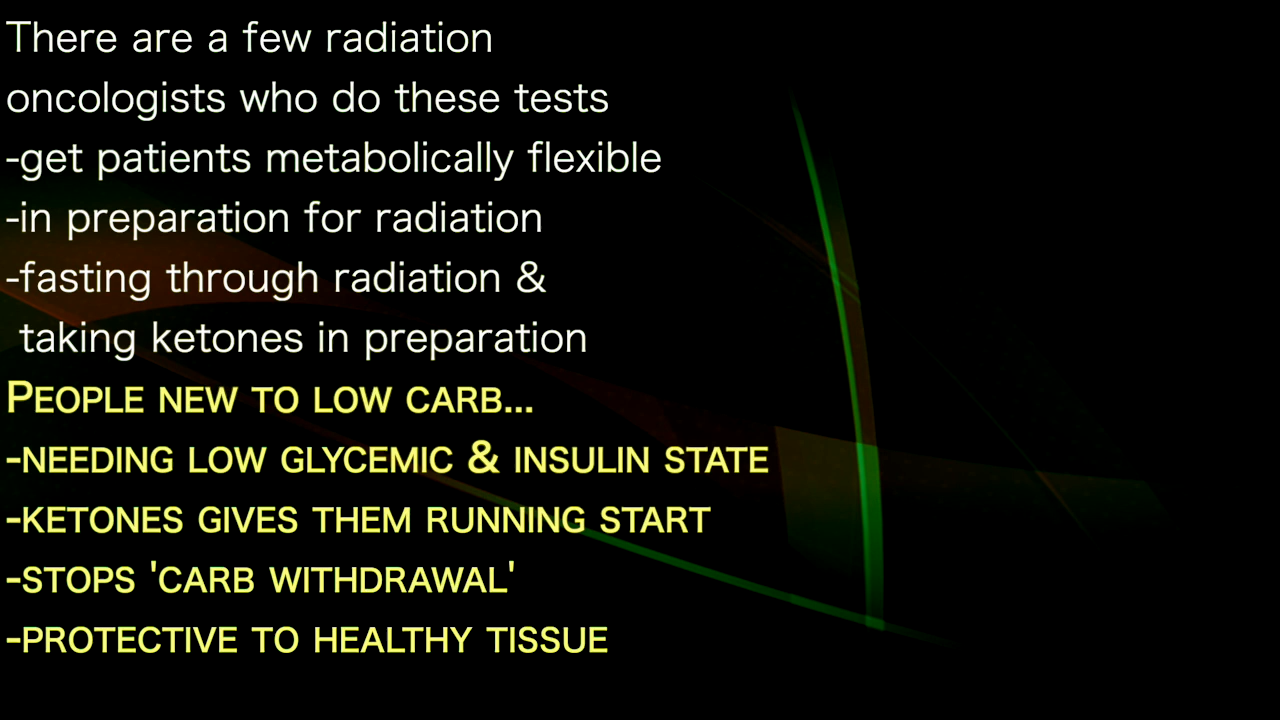 There are a few radiation
oncologists who do these tests
-get patients metabolically flexible
-in preparation for radiation
-fasting through radiation &
taking ketones in preparation
PEOPLE NEW TO LOW CARB...
-NEEDING LOW GLYCEMIC & INSULIN STATE
-KETONES GIVES THEM RUNNING START
-STOPS 'CARB WITHDRAWAL'
-PROTECTIVE TO HEALTHY TISSUE